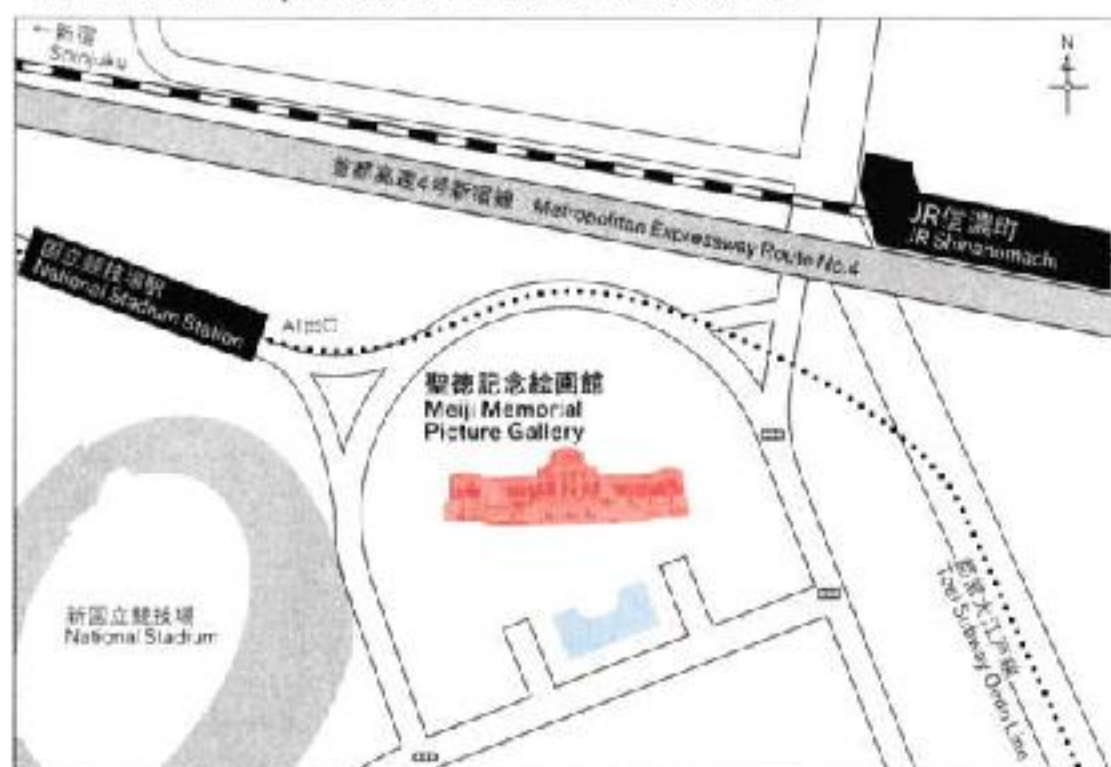 ←新宿
Shinjuku
N
首都高速4号新宿線 Metropolitan Expressway Route No.4
JR信濃町
JR Shinanomachi
国立競技場駅
National Stadium Station
A1出口
聖徳記念絵画館
Meiji Memorial
Picture Gallery
新国立競技場
National Stadium
都営大江戸線
Toei Subway Oedo Line